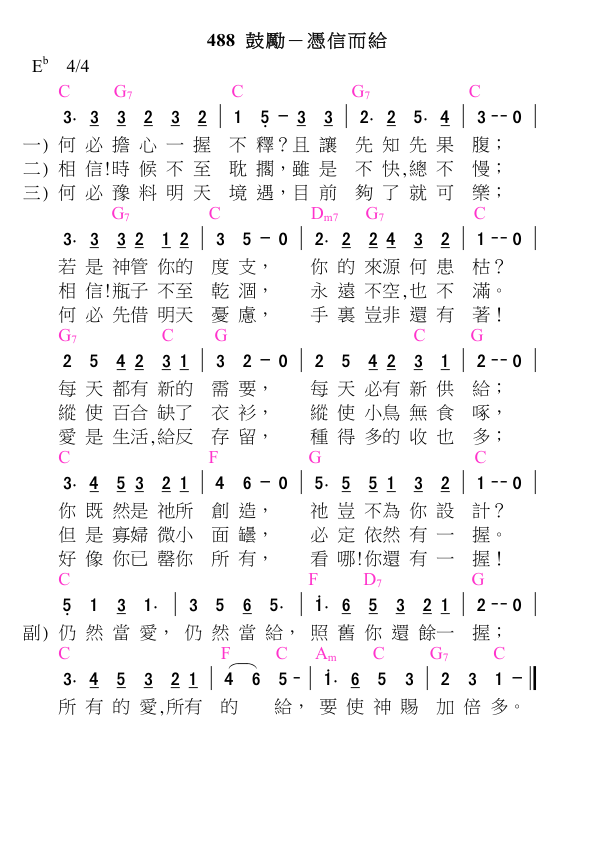 488 鼓勵－憑信而給
E♭ 4/4
C G7 C G7 C
3· 3 3 2 3 2 | 1 5 － 3 3 | 2· 2 5· 4 | 3 -- 0 |
一) 何 必 擔 心 一 握 不 釋？且 讓 先 知 先 果 腹；
二) 相 信!時 候 不 至 耽 擱，雖 是 不 快,總 不 慢；
三) 何 必 豫 料 明 天 境 遇，目 前 夠 了 就 可 樂；
G7 C Dm7 G7 C
3· 3 3 2 1 2 | 3 5 － 0 | 2· 2 2 4 3 2 | 1 -- 0 |
若 是 神管 你的 度 支， 你 的 來源 何 患 枯？
相 信!瓶子 不至 乾 涸， 永 遠 不空,也 不 滿。
何 必 先借 明天 憂 慮， 手 裏 豈非 還 有 著！
G7 C G C G
2 5 4 2 3 1 | 3 2 － 0 | 2 5 4 2 3 1 | 2 -- 0 |
每 天 都有 新的 需 要， 每 天 必有 新 供 給；
縱 使 百合 缺了 衣 衫， 縱 使 小鳥 無 食 啄，
愛 是 生活,給反 存 留， 種 得 多的 收 也 多；
C F G C
3· 4 5 3 2 1 | 4 6 － 0 | 5· 5 5 1 3 2 | 1 -- 0 |
你 既 然是 祂所 創 造， 祂 豈 不為 你 設 計？
但 是 寡婦 微小 面 罎， 必 定 依然 有 一 握。
好 像 你已 罄你 所 有， 看 哪!你還 有 一 握！
C F D7 G
5 1 3 1· | 3 5 6 5· | 1· 6 5 3 2 1 | 2 -- 0 |
副) 仍 然 當 愛， 仍 然 當 給，照 舊 你 還 餘一 握；
C F C Am C G7 C
3· 4 5 3 2 1 | 4 6 5 - | 1· 6 5 3 | 2 3 1 － ‖
所 有 的 愛,所有 的 給，要 使 神 賜 加 倍 多。